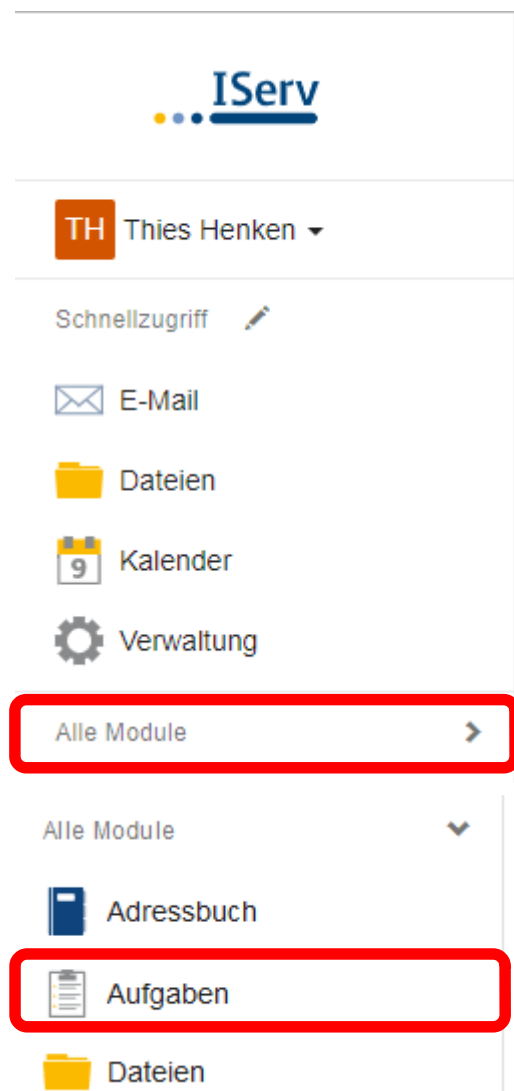 IServ
TH Thies Henken
Schnellzugriff
E-Mail
Dateien
9 Kalender
Verwaltung
Alle Module
Alle Module
Adressbuch
Aufgaben
Dateien